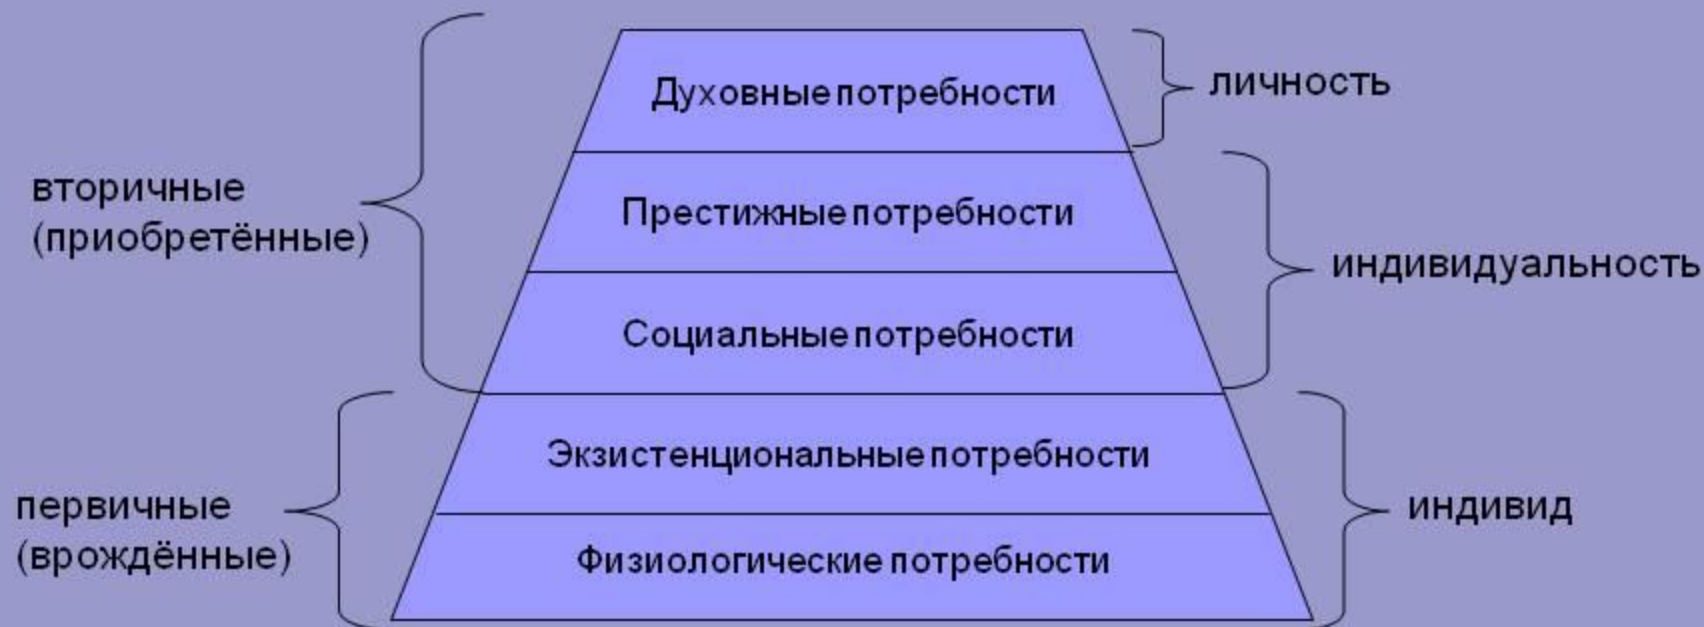 Духовные потребности
личность
вторичные
(приобретённые)
Престижные потребности
индивидуальность
Социальные потребности
Экзистенциональные потребности
первичные
(врождённые)
индивид
Физиологические потребности